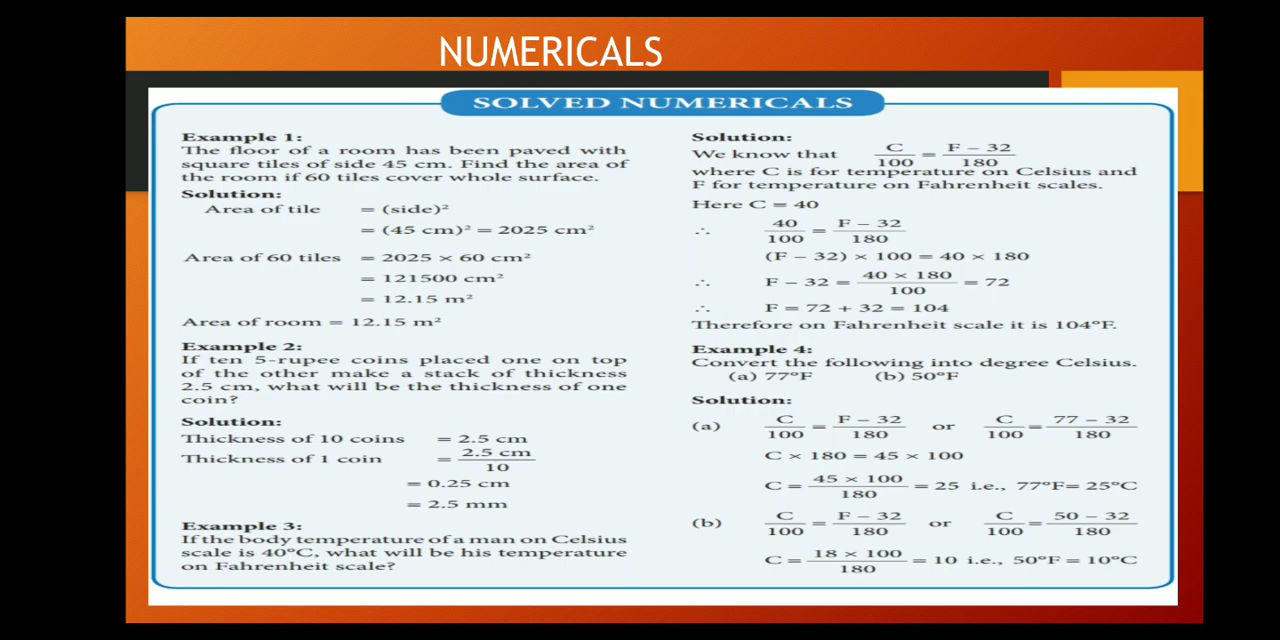 NUMERICALS
SOLVED NUMERICALS
Example 1:
The floor of a room has been paved with
square tiles of side 45 cm. Find the area of
the room if 60 tiles cover whole surface.
Solution:
Area of tile = (side)²
= (45 cm)² = 2025 cm²
Area of 60 tiles = 2025 × 60 cm²
= 121500 cm²
= 12.15 m²
Area of room = 12.15 m²
Example 2:
If ten 5-rupee coins placed one on top
of the other make a stack of thickness
2.5 cm, what will be the thickness of one
coin?
Solution:
Thickness of 10 coins = 2.5 cm
Thickness of 1 coin = 2.5 cm / 10
= 0.25 cm
= 2.5 mm
Example 3:
If the body temperature of a man on Celsius
scale is 40°C, what will be his temperature
on Fahrenheit scale?
Solution:
We know that C/100 = F − 32/180
where C is for temperature on Celsius and
F for temperature on Fahrenheit scales.
Here C = 40
∴ 40/100 = F − 32/180
(F − 32) × 100 = 40 × 180
∴ F − 32 = 40 × 180/100 = 72
∴ F = 72 + 32 = 104
Therefore on Fahrenheit scale it is 104°F.
Example 4:
Convert the following into degree Celsius.
(a) 77°F (b) 50°F
Solution:
(a) C/100 = F − 32/180 or C/100 = 77 − 32/180
C × 180 = 45 × 100
C = 45 × 100/180 = 25 i.e., 77°F= 25°C
(b) C/100 = F − 32/180 or C/100 = 50 − 32/180
C = 18 × 100/180 = 10 i.e., 50°F = 10°C